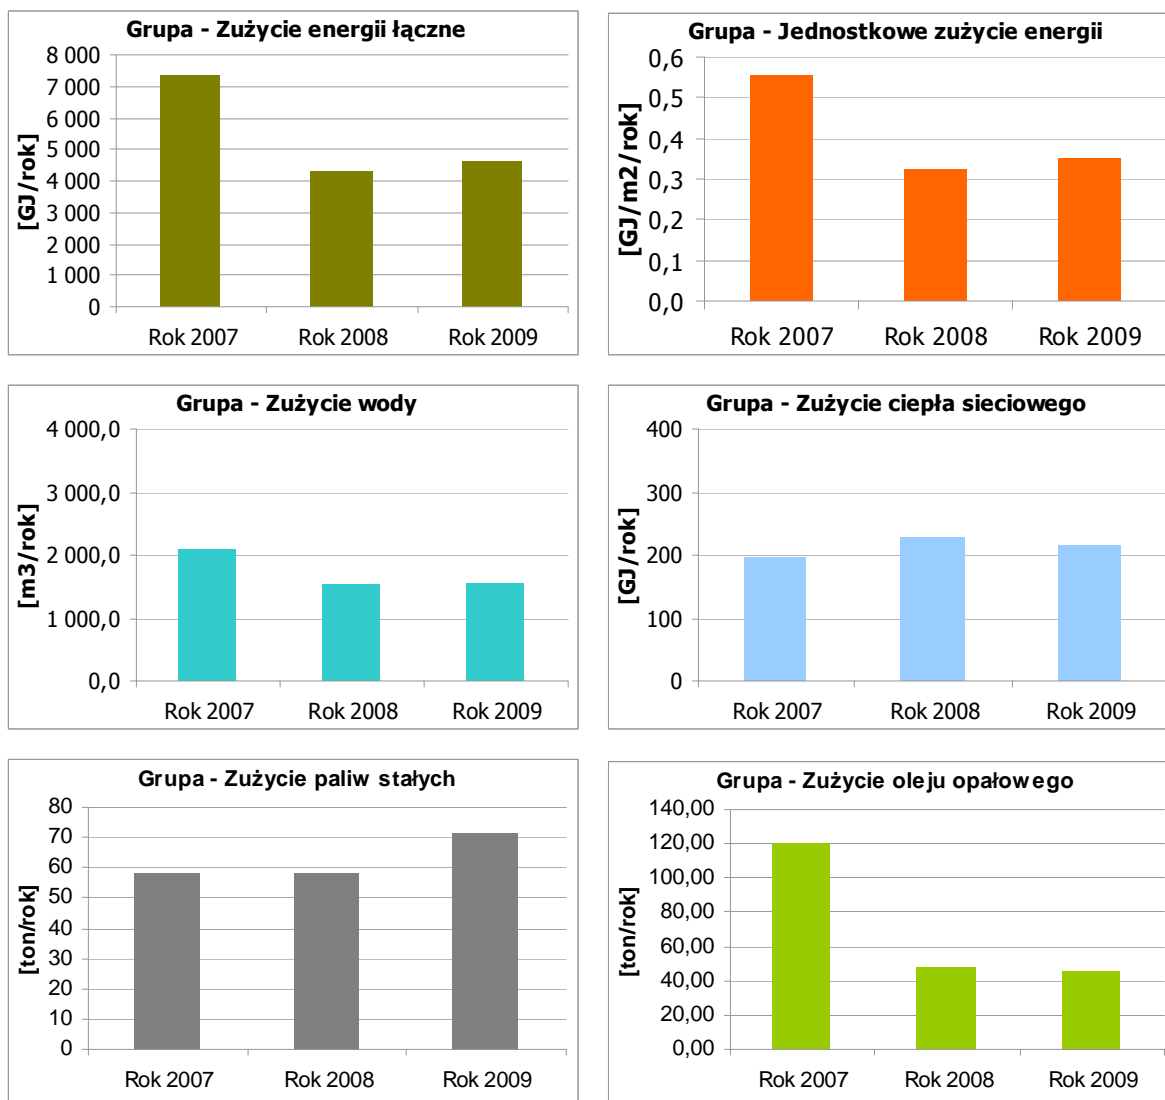 Grupa - Zużycie energii łączne
[GJ/rok]
8 000
7 000
6 000
5 000
4 000
3 000
2 000
1 000
0
Rok 2007 Rok 2008 Rok 2009
Grupa - Jednostkowe zużycie energii
[GJ/m2/rok]
0,6
0,5
0,4
0,3
0,2
0,1
0,0
Rok 2007 Rok 2008 Rok 2009
Grupa - Zużycie wody
[m3/rok]
4 000,0
3 000,0
2 000,0
1 000,0
0,0
Rok 2007 Rok 2008 Rok 2009
Grupa - Zużycie ciepła sieciowego
[GJ/rok]
400
300
200
100
0
Rok 2007 Rok 2008 Rok 2009
Grupa - Zużycie paliw stałych
[ton/rok]
80
70
60
50
40
30
20
10
0
Rok 2007 Rok 2008 Rok 2009
Grupa - Zużycie oleju opałowego
[ton/rok]
140,00
120,00
100,00
80,00
60,00
40,00
20,00
0,00
Rok 2007 Rok 2008 Rok 2009